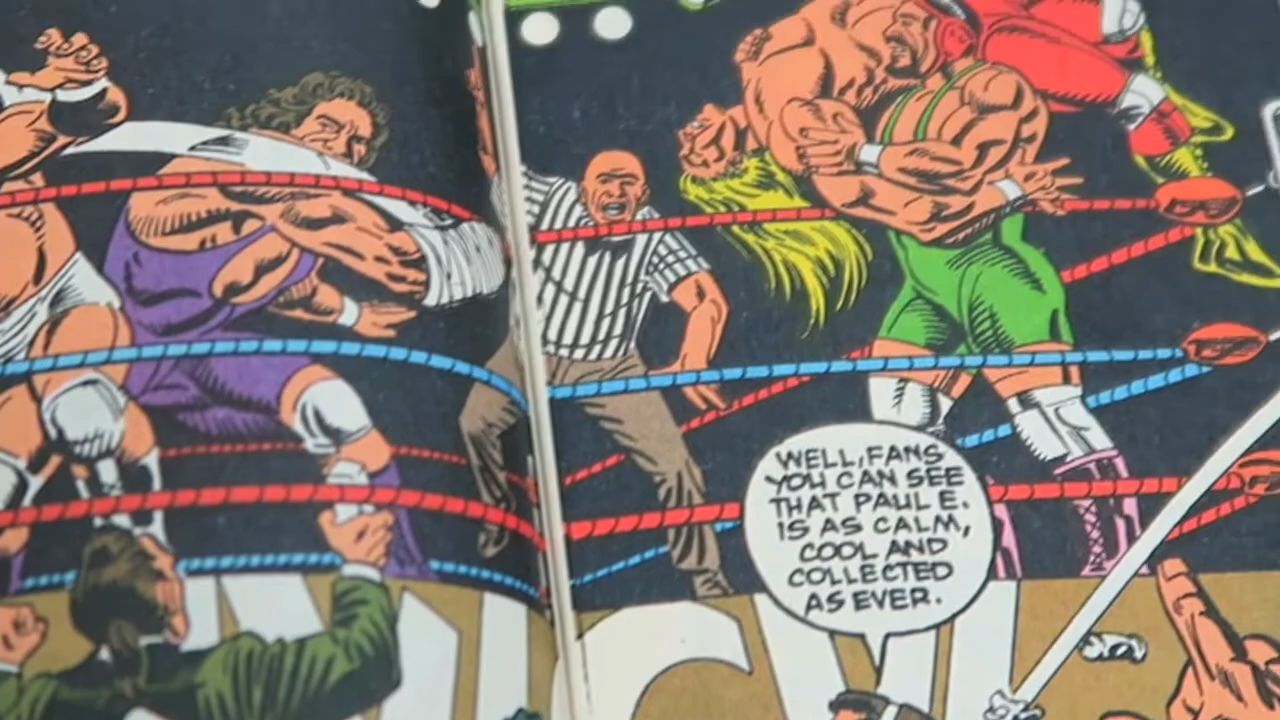 WELL, FANS
YOU CAN SEE
THAT PAUL E.
IS AS CALM,
COOL AND
COLLECTED
AS EVER.